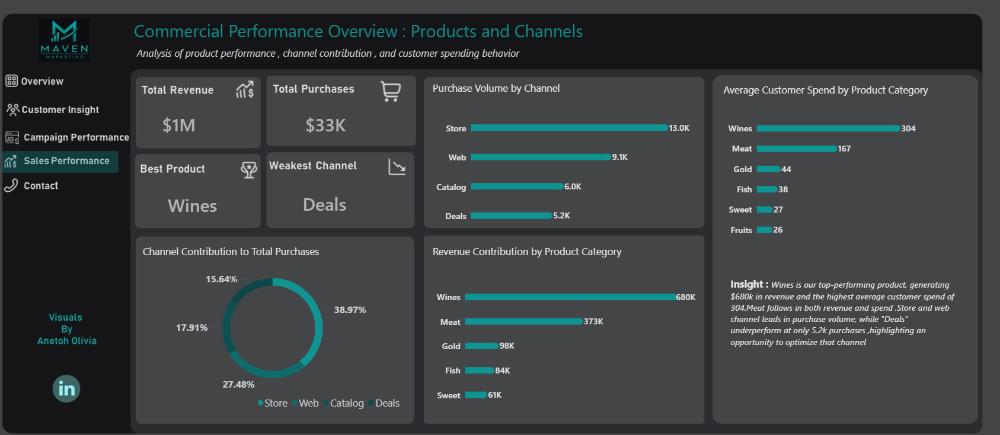 MAVEN
MARKETING
Commercial Performance Overview : Products and Channels
Analysis of product performance , channel contribution , and customer spending behavior
Overview
Customer Insight
Campaign Performance
Sales Performance
Contact
Visuals
By
Anetoh Olivia
in
Total Revenue
$1M
Total Purchases
$33K
Best Product
Wines
Weakest Channel
Deals
Purchase Volume by Channel
Store 13.0K
Web 9.1K
Catalog 6.0K
Deals 5.2K
Average Customer Spend by Product Category
Wines 304
Meat 167
Gold 44
Fish 38
Sweet 27
Fruits 26
Channel Contribution to Total Purchases
15.64%
38.97%
17.91%
27.48%
Store Web Catalog Deals
Revenue Contribution by Product Category
Wines 680K
Meat 373K
Gold 98K
Fish 84K
Sweet 61K
Insight : Wines is our top-performing product, generating
$680k in revenue and the highest average customer spend of
304.Meat follows in both revenue and spend .Store and web
channel leads in purchase volume, while "Deals"
underperform at only 5.2k purchases ,highlighting an
opportunity to optimize that channel